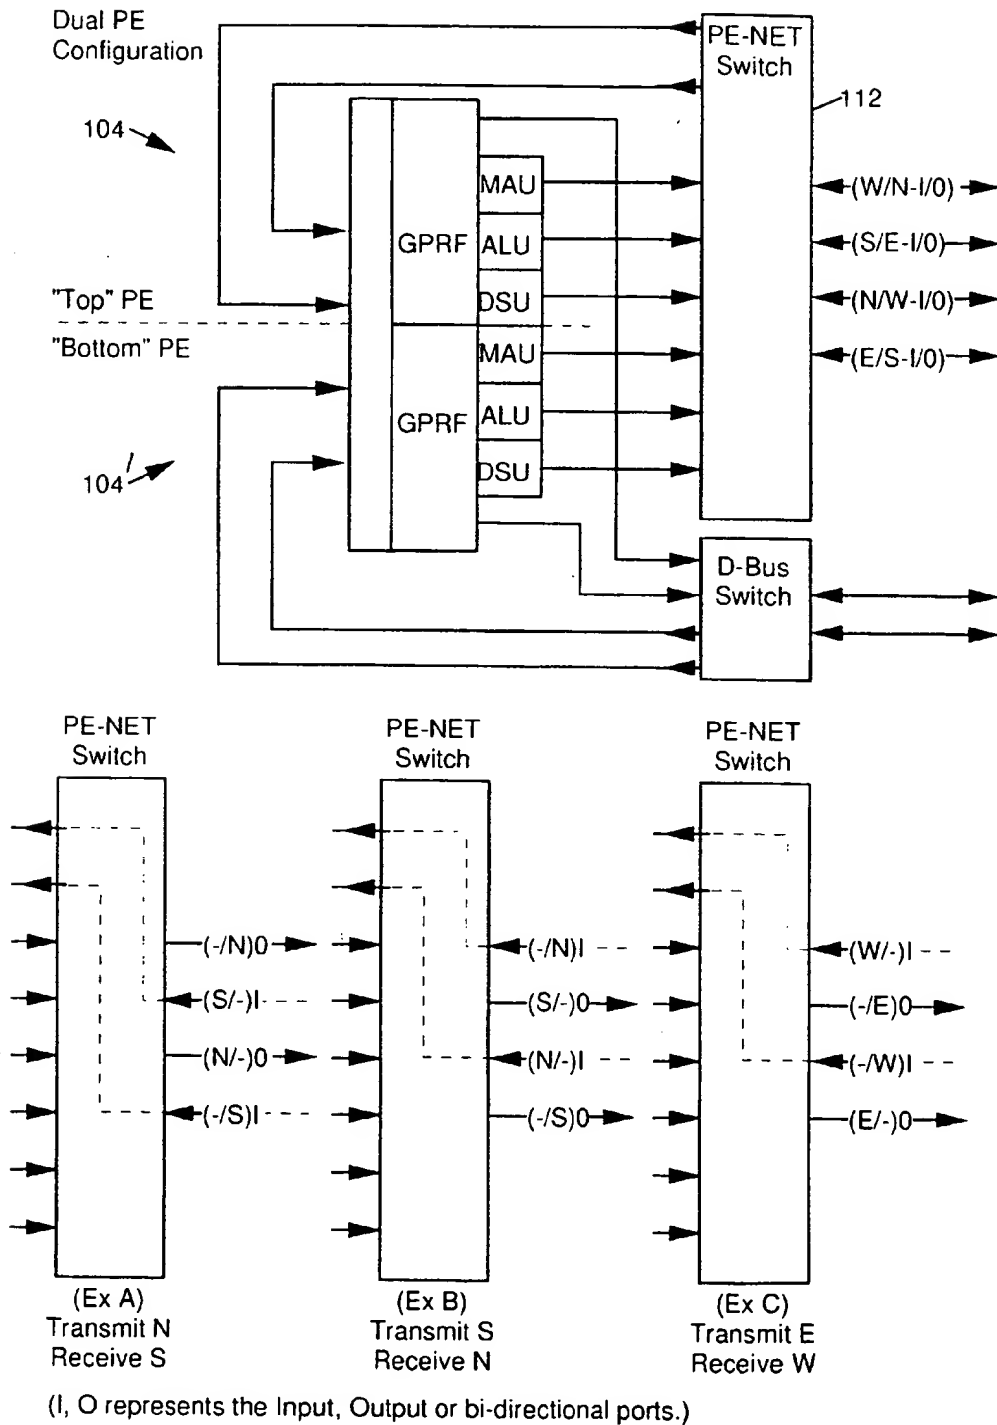 Dual PE
Configuration
PE-NET
Switch
112
104
MAU
(W/N-I/0)
GPRF
ALU
(S/E-I/0)
"Top" PE
DSU
(N/W-I/0)
"Bottom" PE
MAU
(E/S-I/0)
GPRF
ALU
104'
DSU
D-Bus
Switch
PE-NET
Switch
PE-NET
Switch
PE-NET
Switch
(-/N)0
(S/-)I
(N/-)0
(-/S)I
(-/N)I
(S/-)0
(N/-)I
(-/S)0
(W/-)I
(-/E)0
(-/W)I
(E/-)0
(Ex A)
Transmit N
Receive S
(Ex B)
Transmit S
Receive N
(Ex C)
Transmit E
Receive W
(I, O represents the Input, Output or bi-directional ports.)